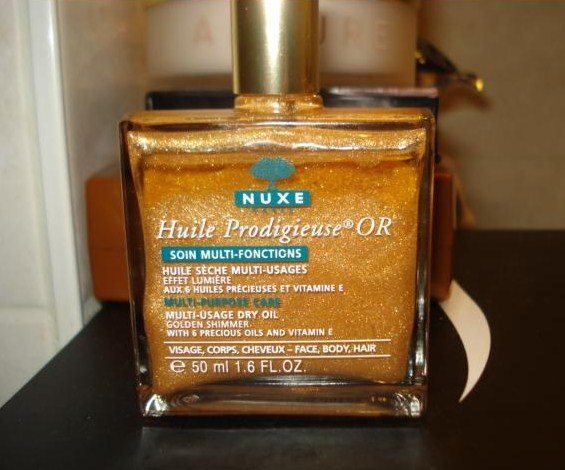 NUXE
Huile Prodigieuse® OR
SOIN MULTI-FONCTIONS
HUILE SÈCHE MULTI-USAGES
EFFET LUMIÈRE
AUX 6 HUILES PRÉCIEUSES ET VITAMINE E
MULTI-PURPOSE CARE
MULTI-USAGE DRY OIL
GOLDEN SHIMMER
WITH 6 PRECIOUS OILS AND VITAMIN E
VISAGE, CORPS, CHEVEUX – FACE, BODY, HAIR
℮ 50 ml 1.6 FL.OZ.